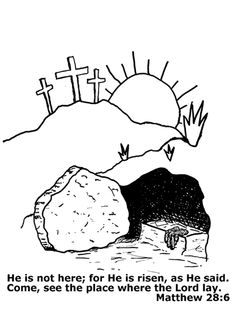 He is not here; for He is risen, as He said.
Come, see the place where the Lord lay.
Matthew 28:6